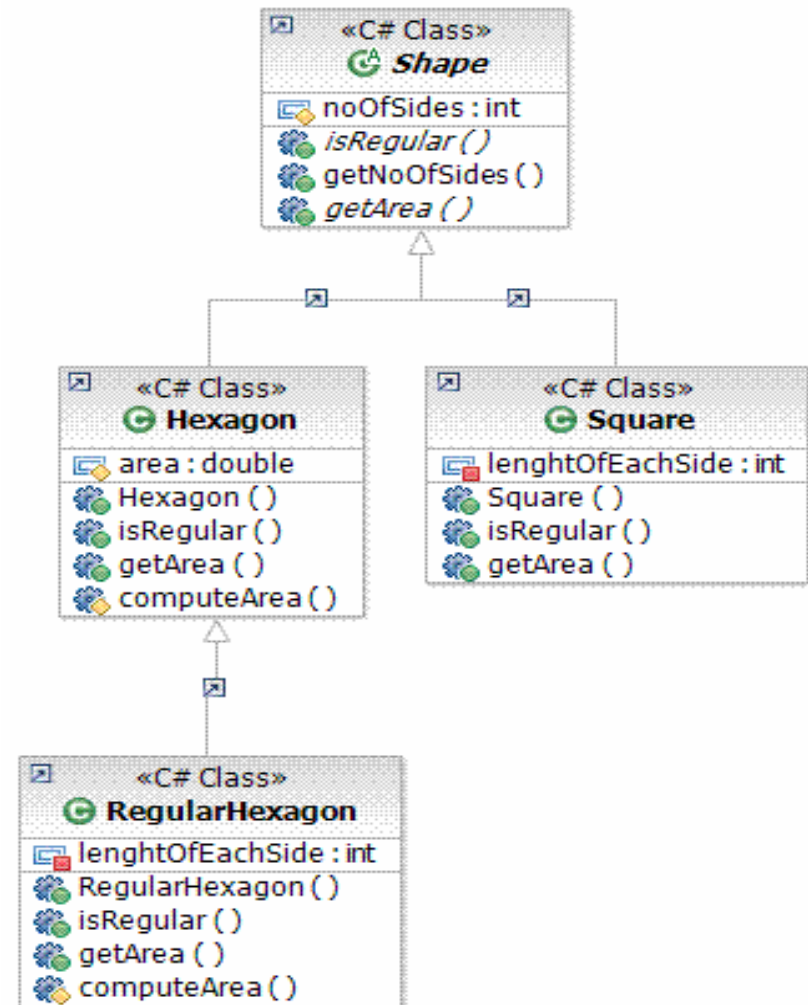 «C# Class»
Shape
noOfSides : int
isRegular ( )
getNoOfSides ( )
getArea ( )
«C# Class»
Hexagon
area : double
Hexagon ( )
isRegular ( )
getArea ( )
computeArea ( )
«C# Class»
Square
lenghtOfEachSide : int
Square ( )
isRegular ( )
getArea ( )
«C# Class»
RegularHexagon
lenghtOfEachSide : int
RegularHexagon ( )
isRegular ( )
getArea ( )
computeArea ( )